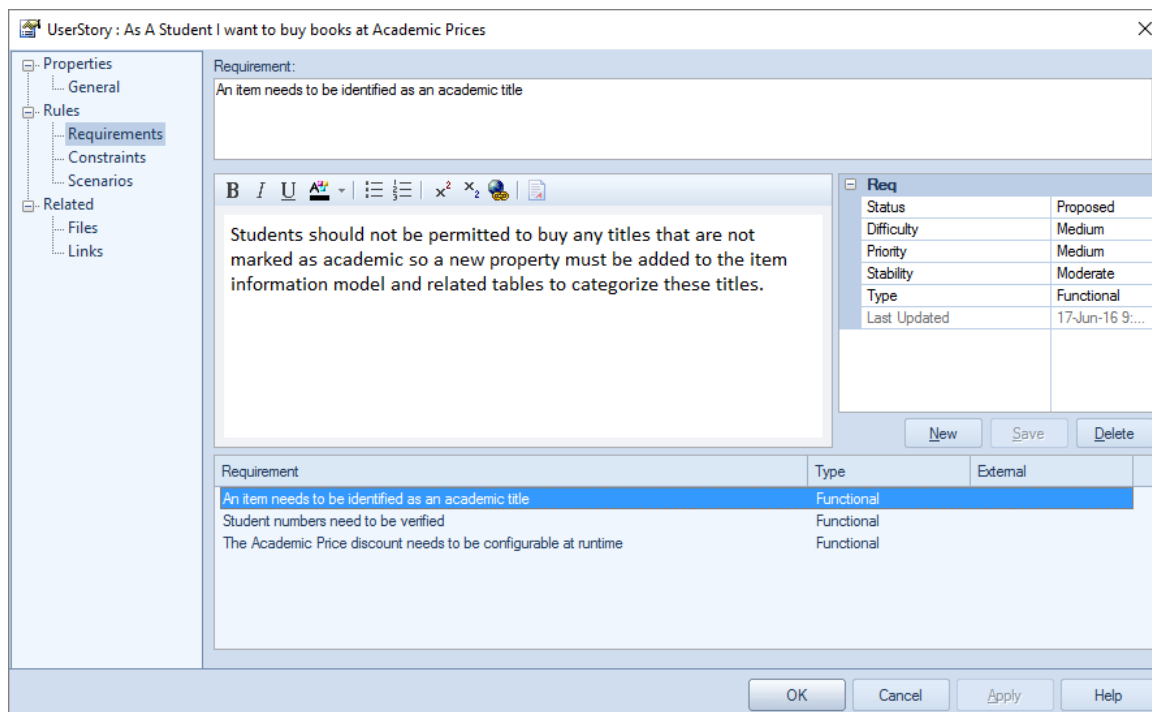 UserStory : As A Student I want to buy books at Academic Prices
Properties
General
Rules
Requirements
Constraints
Scenarios
Related
Files
Links
Requirement:
An item needs to be identified as an academic title
B I U A x² x₂
Students should not be permitted to buy any titles that are not
marked as academic so a new property must be added to the item
information model and related tables to categorize these titles.
Req
Status Proposed
Difficulty Medium
Priority Medium
Stability Moderate
Type Functional
Last Updated 17-Jun-16 9:...
New Save Delete
Requirement Type External
An item needs to be identified as an academic title Functional
Student numbers need to be verified Functional
The Academic Price discount needs to be configurable at runtime Functional
OK Cancel Apply Help